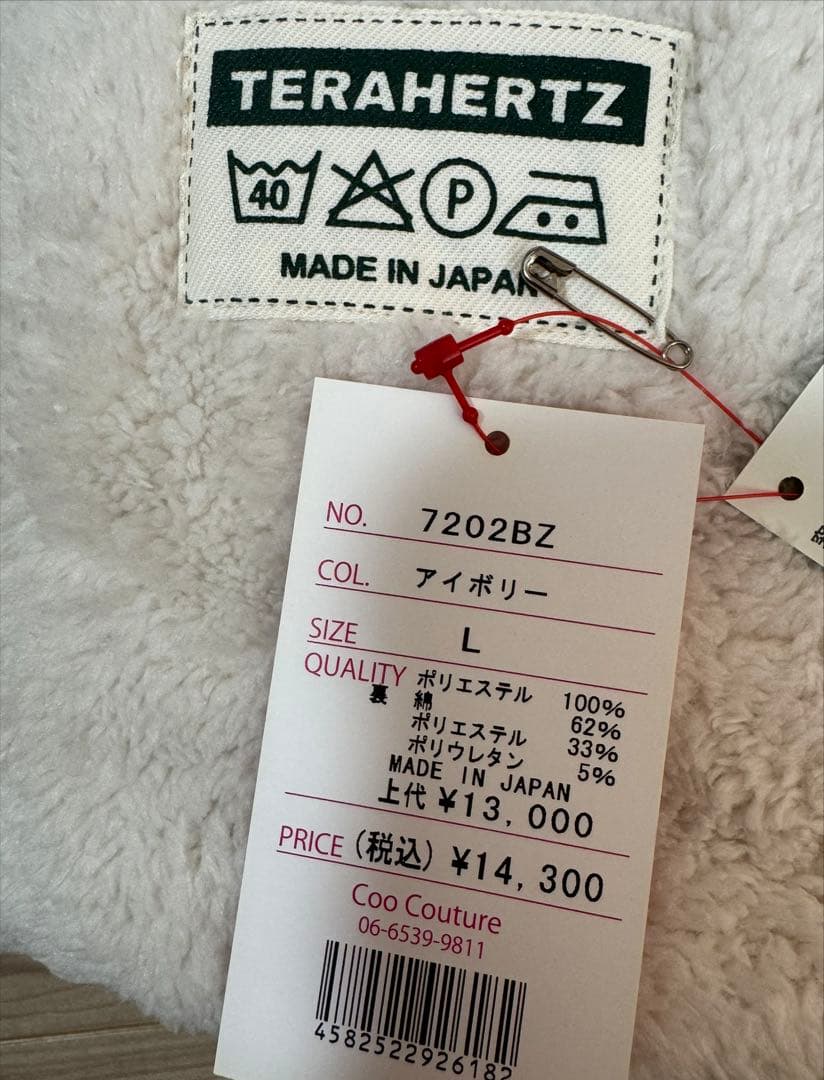 TERAHERTZ
40 P
MADE IN JAPAN
NO. 7202BZ
COL. アイボリー
SIZE L
QUALITY ポリエステル 100%
裏 綿 62%
ポリエステル 33%
ポリウレタン 5%
MADE IN JAPAN
上代 ¥13,000
PRICE (税込) ¥14,300
Coo Couture
06-6539-9811
4582522926182